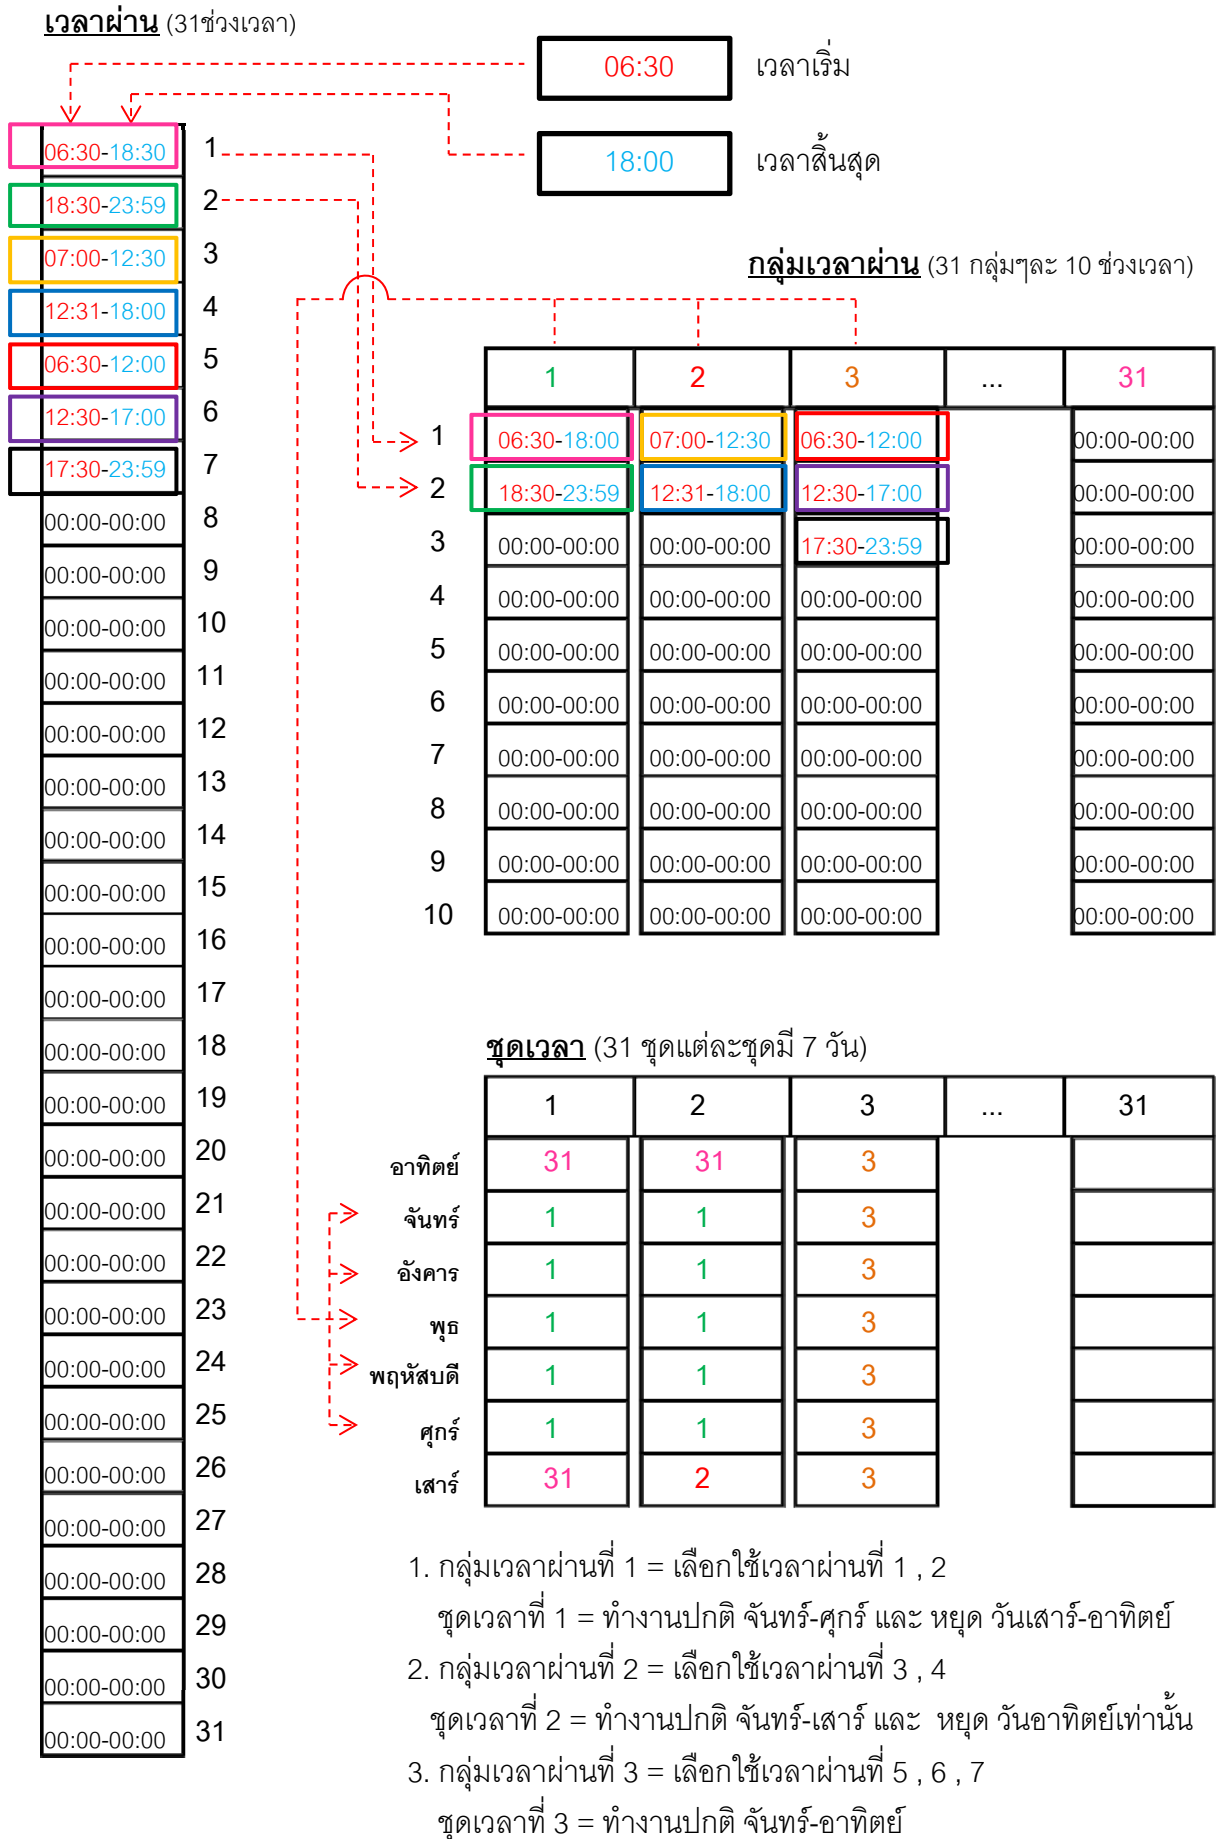 เวลาผ่าน (31ช่วงเวลา)
06:30 เวลาเริ่ม
18:00 เวลาสิ้นสุด
06:30-18:30 1
18:30-23:59 2
07:00-12:30 3
12:31-18:00 4
06:30-12:00 5
12:30-17:00 6
17:30-23:59 7
00:00-00:00 8
00:00-00:00 9
00:00-00:00 10
00:00-00:00 11
00:00-00:00 12
00:00-00:00 13
00:00-00:00 14
00:00-00:00 15
00:00-00:00 16
00:00-00:00 17
00:00-00:00 18
00:00-00:00 19
00:00-00:00 20
00:00-00:00 21
00:00-00:00 22
00:00-00:00 23
00:00-00:00 24
00:00-00:00 25
00:00-00:00 26
00:00-00:00 27
00:00-00:00 28
00:00-00:00 29
00:00-00:00 30
00:00-00:00 31
กลุ่มเวลาผ่าน (31 กลุ่มๆละ 10 ช่วงเวลา)
1 2 3 ... 31
1 06:30-18:00 07:00-12:30 06:30-12:00 00:00-00:00
2 18:30-23:59 12:31-18:00 12:30-17:00 00:00-00:00
3 00:00-00:00 00:00-00:00 17:30-23:59 00:00-00:00
4 00:00-00:00 00:00-00:00 00:00-00:00 00:00-00:00
5 00:00-00:00 00:00-00:00 00:00-00:00 00:00-00:00
6 00:00-00:00 00:00-00:00 00:00-00:00 00:00-00:00
7 00:00-00:00 00:00-00:00 00:00-00:00 00:00-00:00
8 00:00-00:00 00:00-00:00 00:00-00:00 00:00-00:00
9 00:00-00:00 00:00-00:00 00:00-00:00 00:00-00:00
10 00:00-00:00 00:00-00:00 00:00-00:00 00:00-00:00
ชุดเวลา (31 ชุดแต่ละชุดมี 7 วัน)
1 2 3 ... 31
อาทิตย์ 31 31 3
จันทร์ 1 1 3
อังคาร 1 1 3
พุธ 1 1 3
พฤหัสบดี 1 1 3
ศุกร์ 1 1 3
เสาร์ 31 2 3
1. กลุ่มเวลาผ่านที่ 1 = เลือกใช้เวลาผ่านที่ 1 , 2
ชุดเวลาที่ 1 = ทำงานปกติ จันทร์-ศุกร์ และ หยุด วันเสาร์-อาทิตย์
2. กลุ่มเวลาผ่านที่ 2 = เลือกใช้เวลาผ่านที่ 3 , 4
ชุดเวลาที่ 2 = ทำงานปกติ จันทร์-เสาร์ และ หยุด วันอาทิตย์เท่านั้น
3. กลุ่มเวลาผ่านที่ 3 = เลือกใช้เวลาผ่านที่ 5 , 6 , 7
ชุดเวลาที่ 3 = ทำงานปกติ จันทร์-อาทิตย์